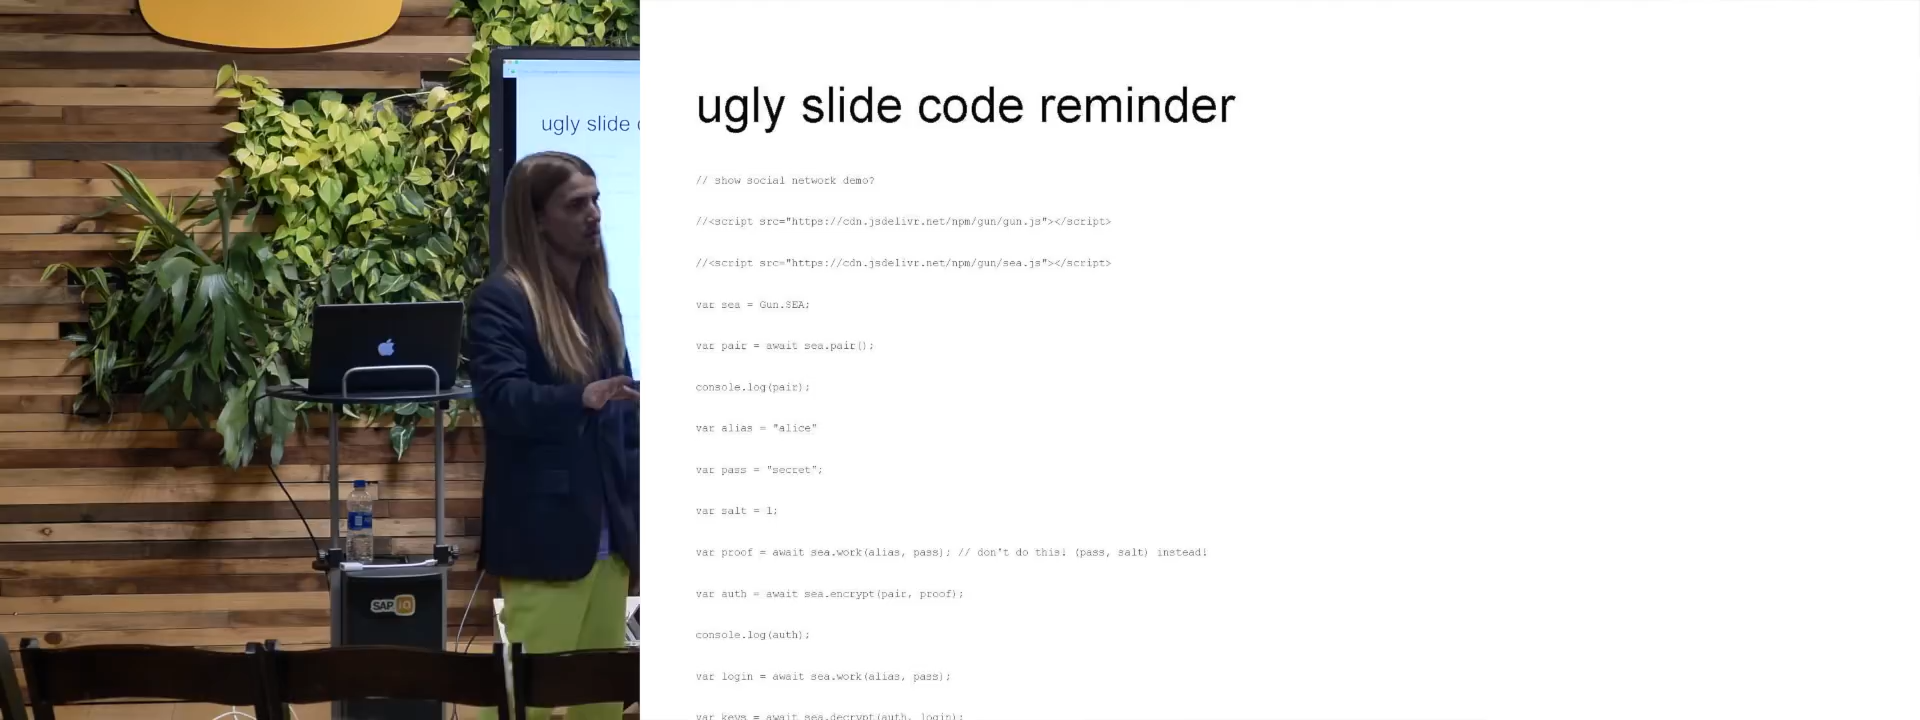 ugly slide
SAP iO
ugly slide code reminder
// show social network demo?
//<script src="https://cdn.jsdelivr.net/npm/gun/gun.js"></script>
//<script src="https://cdn.jsdelivr.net/npm/gun/sea.js"></script>
var sea = Gun.SEA;
var pair = await sea.pair();
console.log(pair);
var alias = "alice"
var pass = "secret";
var salt = 1;
var proof = await sea.work(alias, pass); // don't do this! (pass, salt) instead!
var auth = await sea.encrypt(pair, proof);
console.log(auth);
var login = await sea.work(alias, pass);
var keys = await sea.decrypt(auth, login);